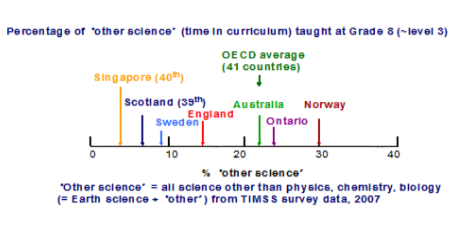 Percentage of "other science" (time in curriculum) taught at Grade 8 (~level 3)
OECD average
(41 countries)
Singapore (40th)
Scotland (39th)
Sweden
England
Australia
Norway
Ontario
0 10 20 30 40
% "other science"
"Other science" = all science other than physics, chemistry, biology
(= Earth science + "other") from TIMSS survey data, 2007